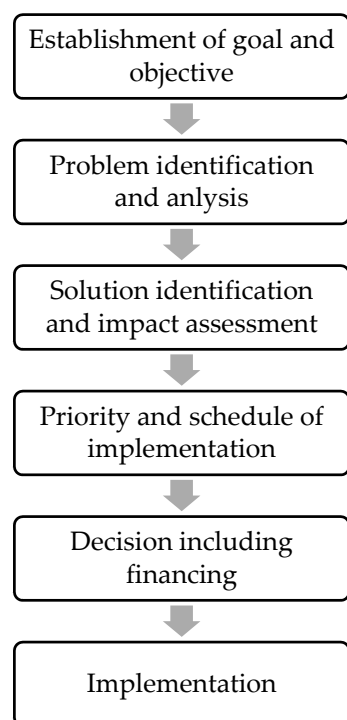 Establishment of goal and
objective
Problem identification
and anlysis
Solution identification
and impact assessment
Priority and schedule of
implementation
Decision including
financing
Implementation